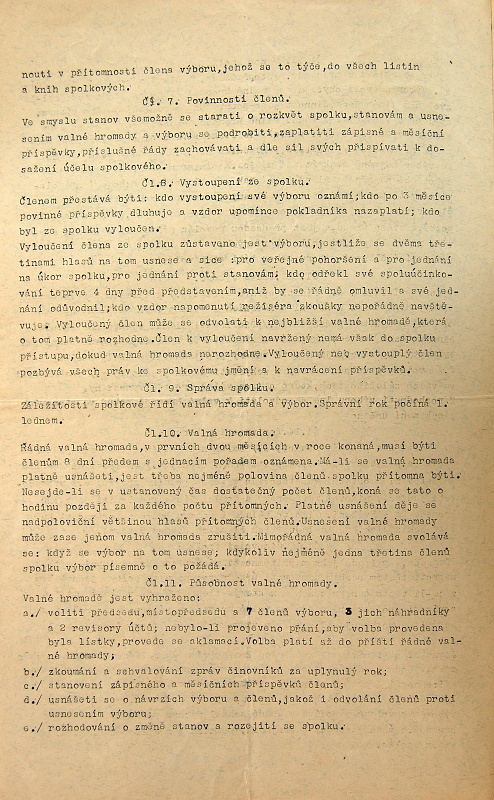 nouti v přítomnosti člena výboru,jehož se to týče,do všech listin
a knih spolkových.
Čl. 7. Povinnosti členů.
Ve smyslu stanov všemožně se starati o rozkvět spolku,stanovám a usne-
sením valné hromady a výboru se podrobiti,zaplatiti zápisné a měsíční
příspěvky,příslušné řády zachovávati a dle sil svých přispívati k do-
sažení účelu spolkového.
Čl.8. Vystoupení ze spolku.
Členem přestává býti: kdo vystoupení své výboru oznámí;kdo po 3 měsíce
povinné příspěvky dluhuje a vzdor upomínce pokladníka nazaplatí; kdo
byl ze spolku vyloučen.
Vyloučení člena ze spolku zůstaveno jest výboru,jestliže se dvěma tře-
tinami hlasů na tom usnese a sice :pro veřejné pohoršení a pro jednání
na úkor spolku,pro jednání proti stanovám; kdo odřekl své spoluúčinko-
vání teprve 4 dny před představením,aniž by se řádně omluvil a své jed-
nání odůvodnil;kdo vzdor napomenutí režiséra zkoušky nepořádně navště-
vuje. Vyloučený člen může se odvolati k nejbližší valné hromadě,která
o tom platně rozhodne.Člen k vyloučení navržený nemá však do spolku
přístupu,dokud valná hromada nerozhodne.Vyloučený neb vystouplý člen
pozbývá všech práv ke spolkovému jmění a k navrácení příspěvků.
Čl. 9. Správa spolku.
Záležitosti spolkové řídí valná hromada a výbor.Správní rok počíná 1.
lednem.
Čl.10. Valná hromada.
Řádná valná hromada,v prvních dvou měsících v roce konaná,musí býti
členům 8 dní předem s jednacím pořadem oznámena.Má-li se valná hromada
platně usnášeti,jest třeba nejméně polovina členů spolku přítomna býti.
Nesejde-li se v ustanovený čas dostatečný počet členů,koná se tato o
hodinu později za každého počtu přítomných. Platné usnášení děje se
nadpoloviční většinou hlasů přítomných členů.Usnesení valné hromady
může zase jenom valná hromada zrušiti.Mimořádná valná hromada svolává
se: když se výbor na tom usnese; kdykoliv nejméně jedna třetina členů
spolku výbor písemně o to požádá.
Čl.11. Působnost valné hromady.
Valné hromadě jest vyhraženo:
a./ voliti předsedu,místopředsedu a 7 členů výboru, 3 jich náhradníky
a 2 revisory účtů; nebylo-li projeveno přání,aby volba provedena
byla lístky,provede se aklamací.Volba platí až do příští řádné val-
né hromady;
b./ zkoumání a schvalování zpráv činovníků za uplynulý rok;
c./ stanovení zápisného a měsíčních příspěvků členů;
d./ usnášeti se o návrzích výboru a členů,jakož i odvolání členů proti
usnesením výboru;
e./ rozhodování o změně stanov a rozejití se spolku.